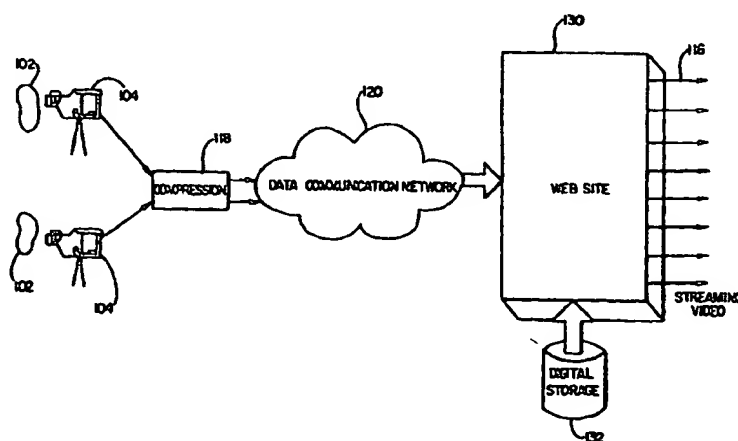 130
116
102
104
120
118
COMPRESSION
DATA COMMUNICATION NETWORK
WEB SITE
102
104
STREAMING
VIDEO
DIGITAL
STORAGE
132